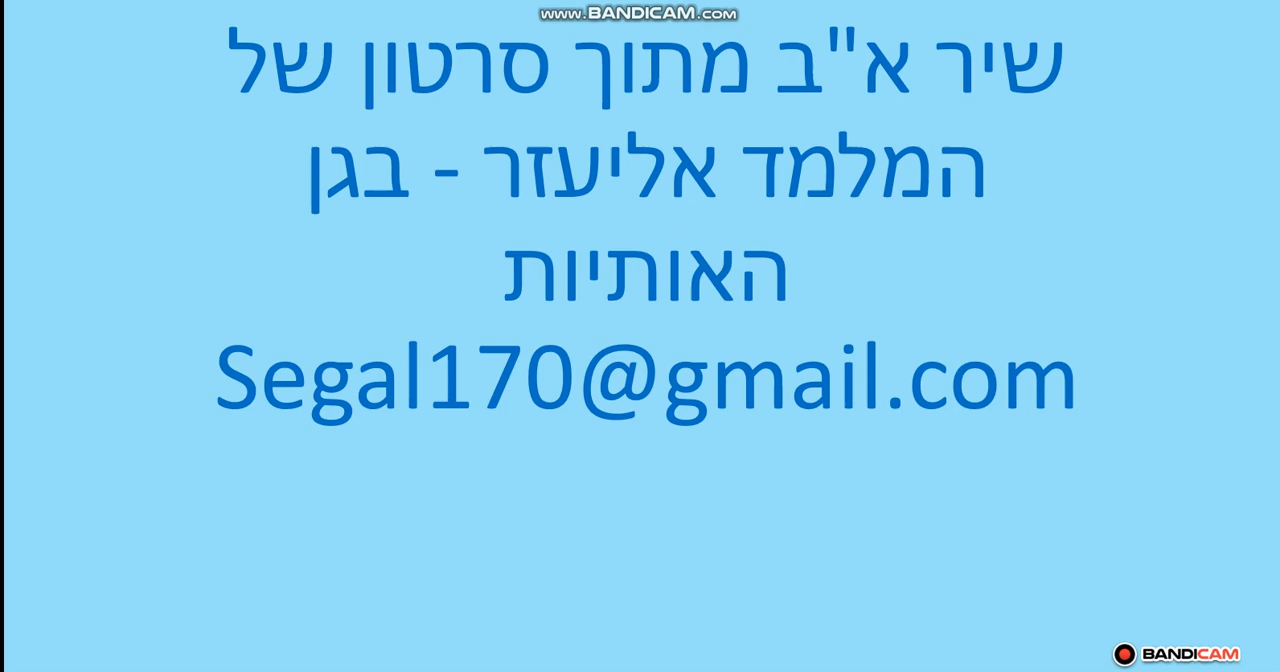 www.BANDICAM.com
שיר א"ב מתוך סרטון של
המלמד אליעזר - בגן
האותיות
Segal170@gmail.com
BANDICAM